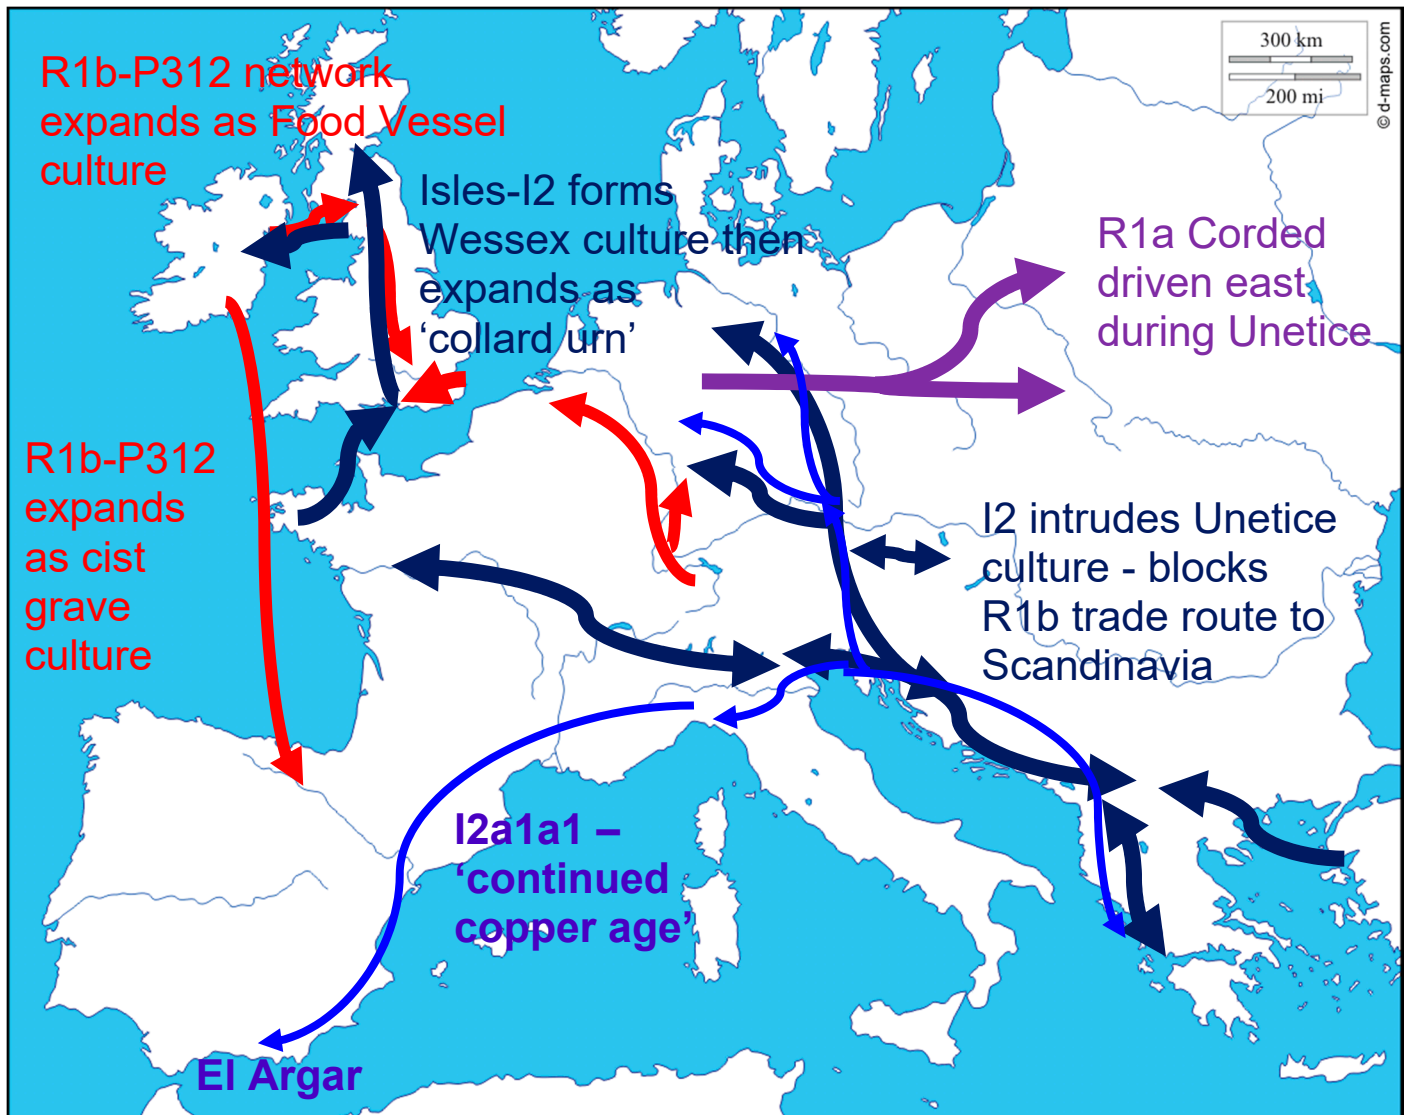 R1b-P312 network
expands as Food Vessel
culture
Isles-I2 forms
Wessex culture then
expands as
‘collard urn’
300 km
200 mi
© d-maps.com
R1a Corded
driven east
during Unetice
R1b-P312
expands
as cist
grave
culture
I2 intrudes Unetice
culture - blocks
R1b trade route to
Scandinavia
I2a1a1 –
‘continued
copper age’
El Argar